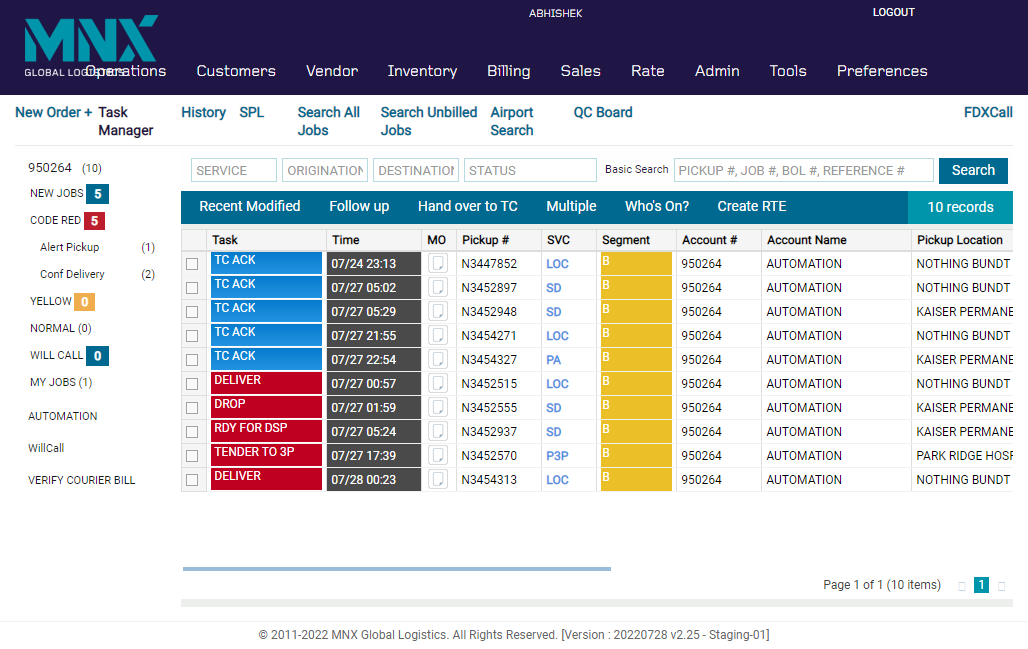 ABHISHEK
LOGOUT
MNX
GLOBAL LOGISTICS
Operations Customers Vendor Inventory Billing Sales Rate Admin Tools Preferences
New Order + Task Manager History SPL Search All Jobs Search Unbilled Jobs Airport Search QC Board FDXCall
950264 (10)
NEW JOBS 5
CODE RED 5
Alert Pickup (1)
Conf Delivery (2)
YELLOW 0
NORMAL (0)
WILL CALL 0
MY JOBS (1)
AUTOMATION
WillCall
VERIFY COURIER BILL
SERVICE ORIGINATION DESTINATION STATUS Basic Search PICKUP #, JOB #, BOL #, REFERENCE # Search
Recent Modified Follow up Hand over to TC Multiple Who's On? Create RTE 10 records
Task Time MO Pickup # SVC Segment Account # Account Name Pickup Location
TC ACK 07/24 23:13 N3447852 LOC B 950264 AUTOMATION NOTHING BUNDT
TC ACK 07/27 05:02 N3452897 SD B 950264 AUTOMATION NOTHING BUNDT
TC ACK 07/27 05:29 N3452948 SD B 950264 AUTOMATION KAISER PERMANE
TC ACK 07/27 21:55 N3454271 LOC B 950264 AUTOMATION NOTHING BUNDT
TC ACK 07/27 22:54 N3454327 PA B 950264 AUTOMATION KAISER PERMANE
DELIVER 07/27 00:57 N3452515 LOC B 950264 AUTOMATION NOTHING BUNDT
DROP 07/27 01:59 N3452555 SD B 950264 AUTOMATION KAISER PERMANE
RDY FOR DSP 07/27 05:24 N3452937 SD B 950264 AUTOMATION KAISER PERMANE
TENDER TO 3P 07/27 17:39 N3452570 P3P B 950264 AUTOMATION PARK RIDGE HOSP
DELIVER 07/28 00:23 N3454313 LOC B 950264 AUTOMATION NOTHING BUNDT
Page 1 of 1 (10 items) 1
© 2011-2022 MNX Global Logistics. All Rights Reserved. [Version : 20220728 v2.25 - Staging-01]